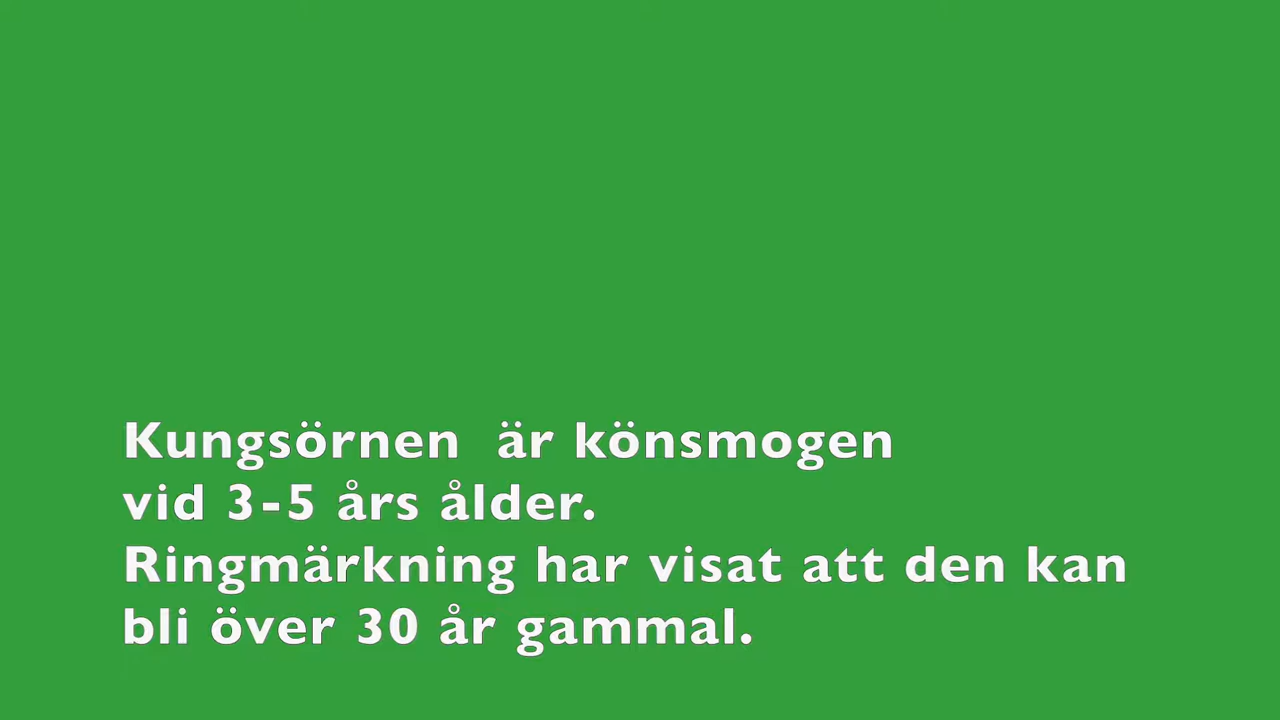 Kungsörnen  är könsmogen
vid 3-5 års ålder.
Ringmärkning har visat att den kan
bli över 30 år gammal.